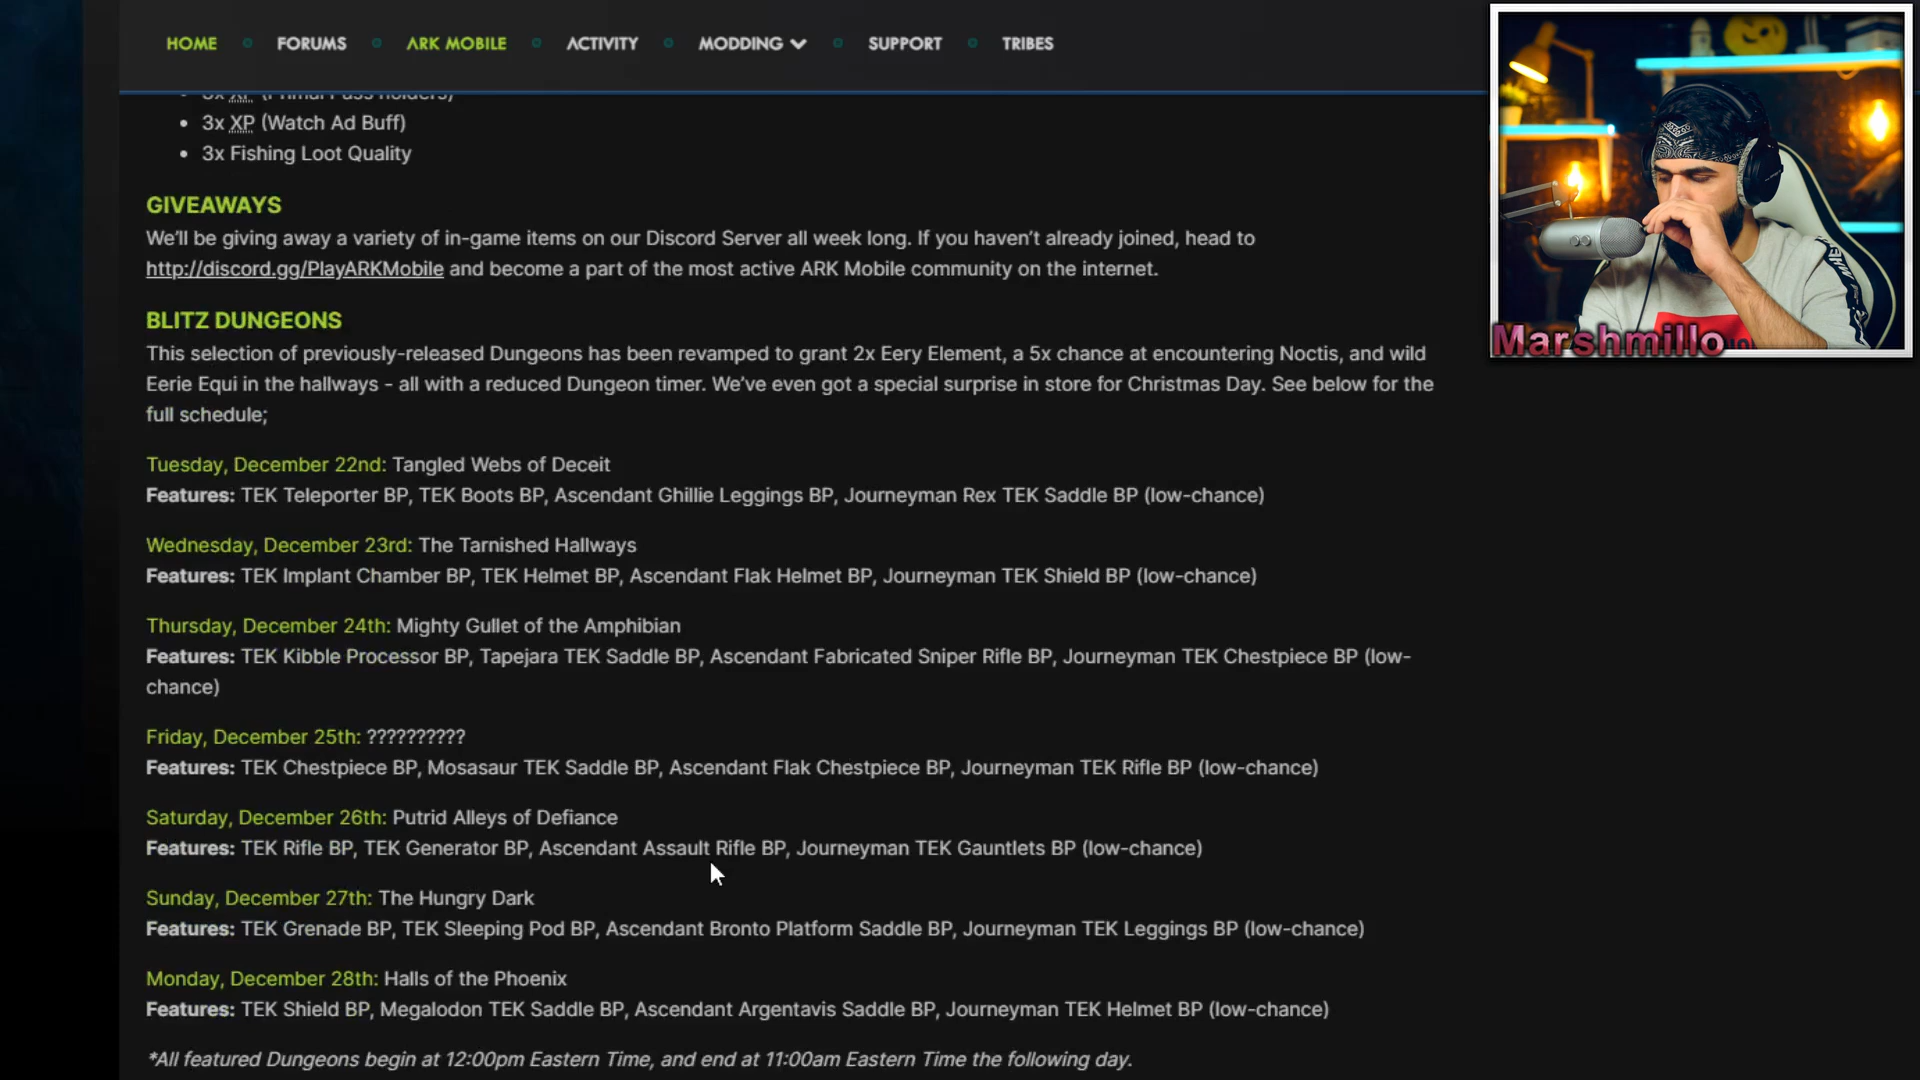 HOME FORUMS ARK MOBILE ACTIVITY MODDING SUPPORT TRIBES
3x XP (Primal Pass holders)
3x XP (Watch Ad Buff)
3x Fishing Loot Quality
GIVEAWAYS
We'll be giving away a variety of in-game items on our Discord Server all week long. If you haven't already joined, head to
http://discord.gg/PlayARKMobile and become a part of the most active ARK Mobile community on the internet.
BLITZ DUNGEONS
This selection of previously-released Dungeons has been revamped to grant 2x Eery Element, a 5x chance at encountering Noctis, and wild
Eerie Equi in the hallways - all with a reduced Dungeon timer. We've even got a special surprise in store for Christmas Day. See below for the
full schedule;
Tuesday, December 22nd: Tangled Webs of Deceit
Features: TEK Teleporter BP, TEK Boots BP, Ascendant Ghillie Leggings BP, Journeyman Rex TEK Saddle BP (low-chance)
Wednesday, December 23rd: The Tarnished Hallways
Features: TEK Implant Chamber BP, TEK Helmet BP, Ascendant Flak Helmet BP, Journeyman TEK Shield BP (low-chance)
Thursday, December 24th: Mighty Gullet of the Amphibian
Features: TEK Kibble Processor BP, Tapejara TEK Saddle BP, Ascendant Fabricated Sniper Rifle BP, Journeyman TEK Chestpiece BP (low-
chance)
Friday, December 25th: ??????????
Features: TEK Chestpiece BP, Mosasaur TEK Saddle BP, Ascendant Flak Chestpiece BP, Journeyman TEK Rifle BP (low-chance)
Saturday, December 26th: Putrid Alleys of Defiance
Features: TEK Rifle BP, TEK Generator BP, Ascendant Assault Rifle BP, Journeyman TEK Gauntlets BP (low-chance)
Sunday, December 27th: The Hungry Dark
Features: TEK Grenade BP, TEK Sleeping Pod BP, Ascendant Bronto Platform Saddle BP, Journeyman TEK Leggings BP (low-chance)
Monday, December 28th: Halls of the Phoenix
Features: TEK Shield BP, Megalodon TEK Saddle BP, Ascendant Argentavis Saddle BP, Journeyman TEK Helmet BP (low-chance)
*All featured Dungeons begin at 12:00pm Eastern Time, and end at 11:00am Eastern Time the following day.
Marshmillo